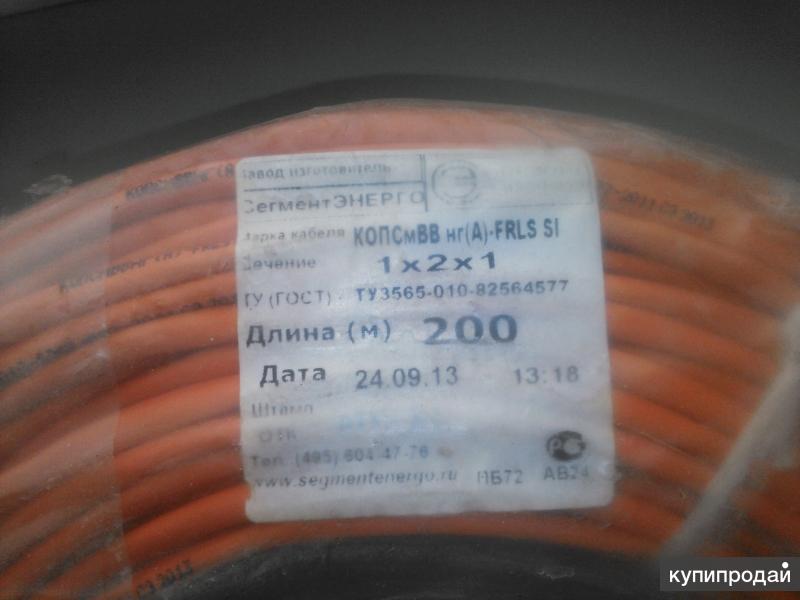 Завод изготовитель
СегментЭНЕРГО
Марка кабеля КОПСмВВ нг(А)-FRLS SI
Сечение 1х2х1
ТУ (ГОСТ) - ТУ3565-010-82564577
Длина (м) 200
Дата 24.09.13 13:18
Штамп
ОТК
Тел. (495) 604-47-76
www.segmentenergo.ru ПБ72 АВ24
купипродай